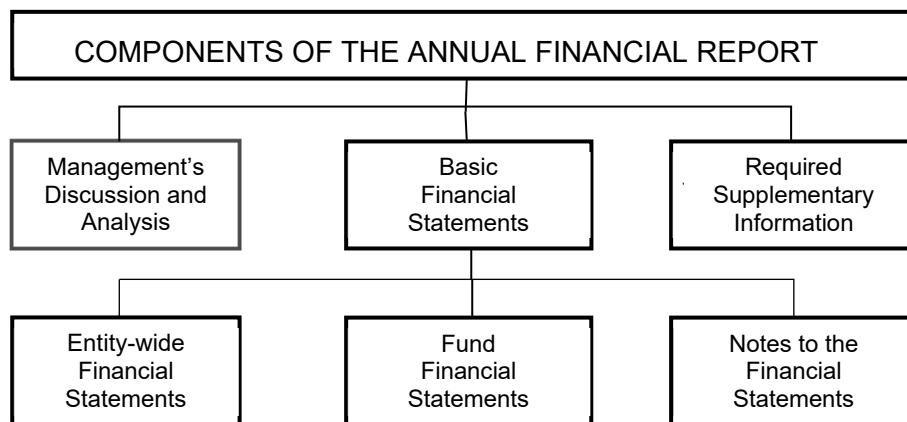 COMPONENTS OF THE ANNUAL FINANCIAL REPORT
Management’s
Discussion and
Analysis
Basic
Financial
Statements
Required
Supplementary
Information
Entity-wide
Financial
Statements
Fund
Financial
Statements
Notes to the
Financial
Statements